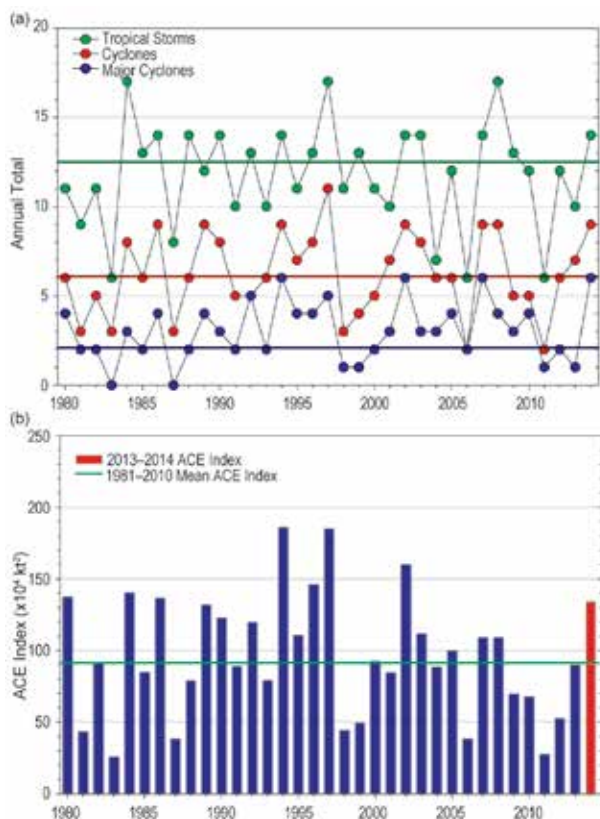 (a)
20
Tropical Storms
Cyclones
Major Cyclones
15
10
5
0
Annual Total
1980 1985 1990 1995 2000 2005 2010
(b)
250
2013–2014 ACE Index
1981–2010 Mean ACE Index
200
150
100
50
0
ACE Index (x10⁴ kt²)
1980 1985 1990 1995 2000 2005 2010